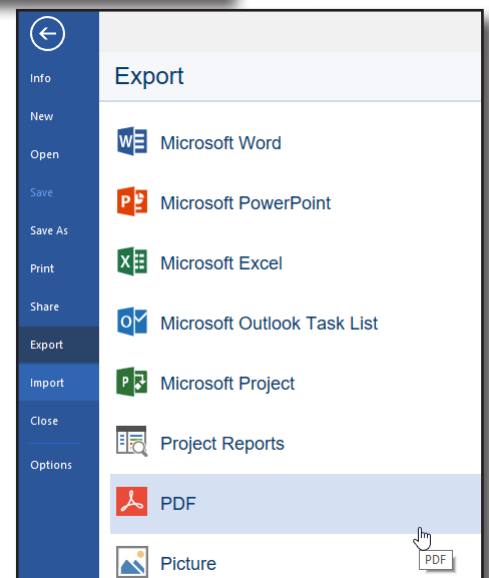 Info
New
Open
Save
Save As
Print
Share
Export
Import
Close
Options
Export
Microsoft Word
Microsoft PowerPoint
Microsoft Excel
Microsoft Outlook Task List
Microsoft Project
Project Reports
PDF
PDF
Picture